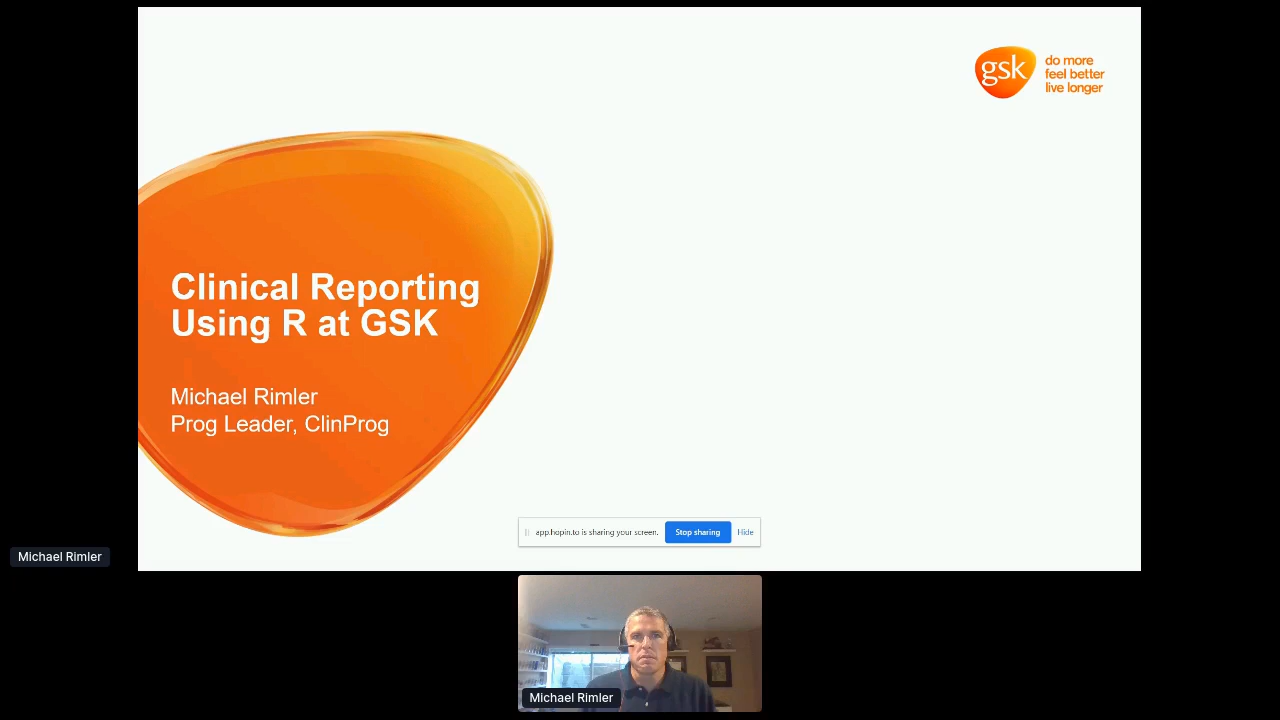 gsk
do more
feel better
live longer
Clinical Reporting
Using R at GSK
Michael Rimler
Prog Leader, ClinProg
app.hopin.to is sharing your screen.
Stop sharing
Hide
Michael Rimler
Michael Rimler